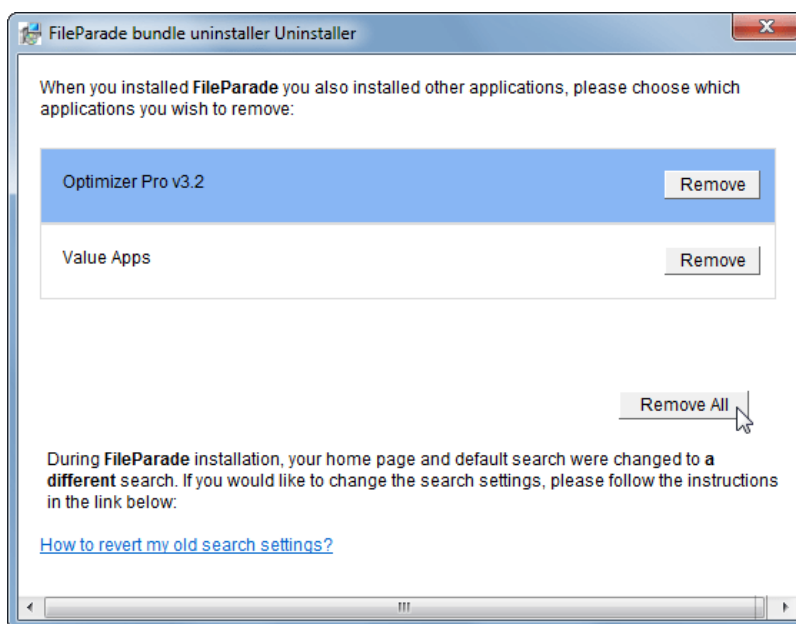 FileParade bundle uninstaller Uninstaller
When you installed FileParade you also installed other applications, please choose which
applications you wish to remove:
Optimizer Pro v3.2
Remove
Value Apps
Remove
Remove All
During FileParade installation, your home page and default search were changed to a
different search. If you would like to change the search settings, please follow the instructions
in the link below:
How to revert my old search settings?